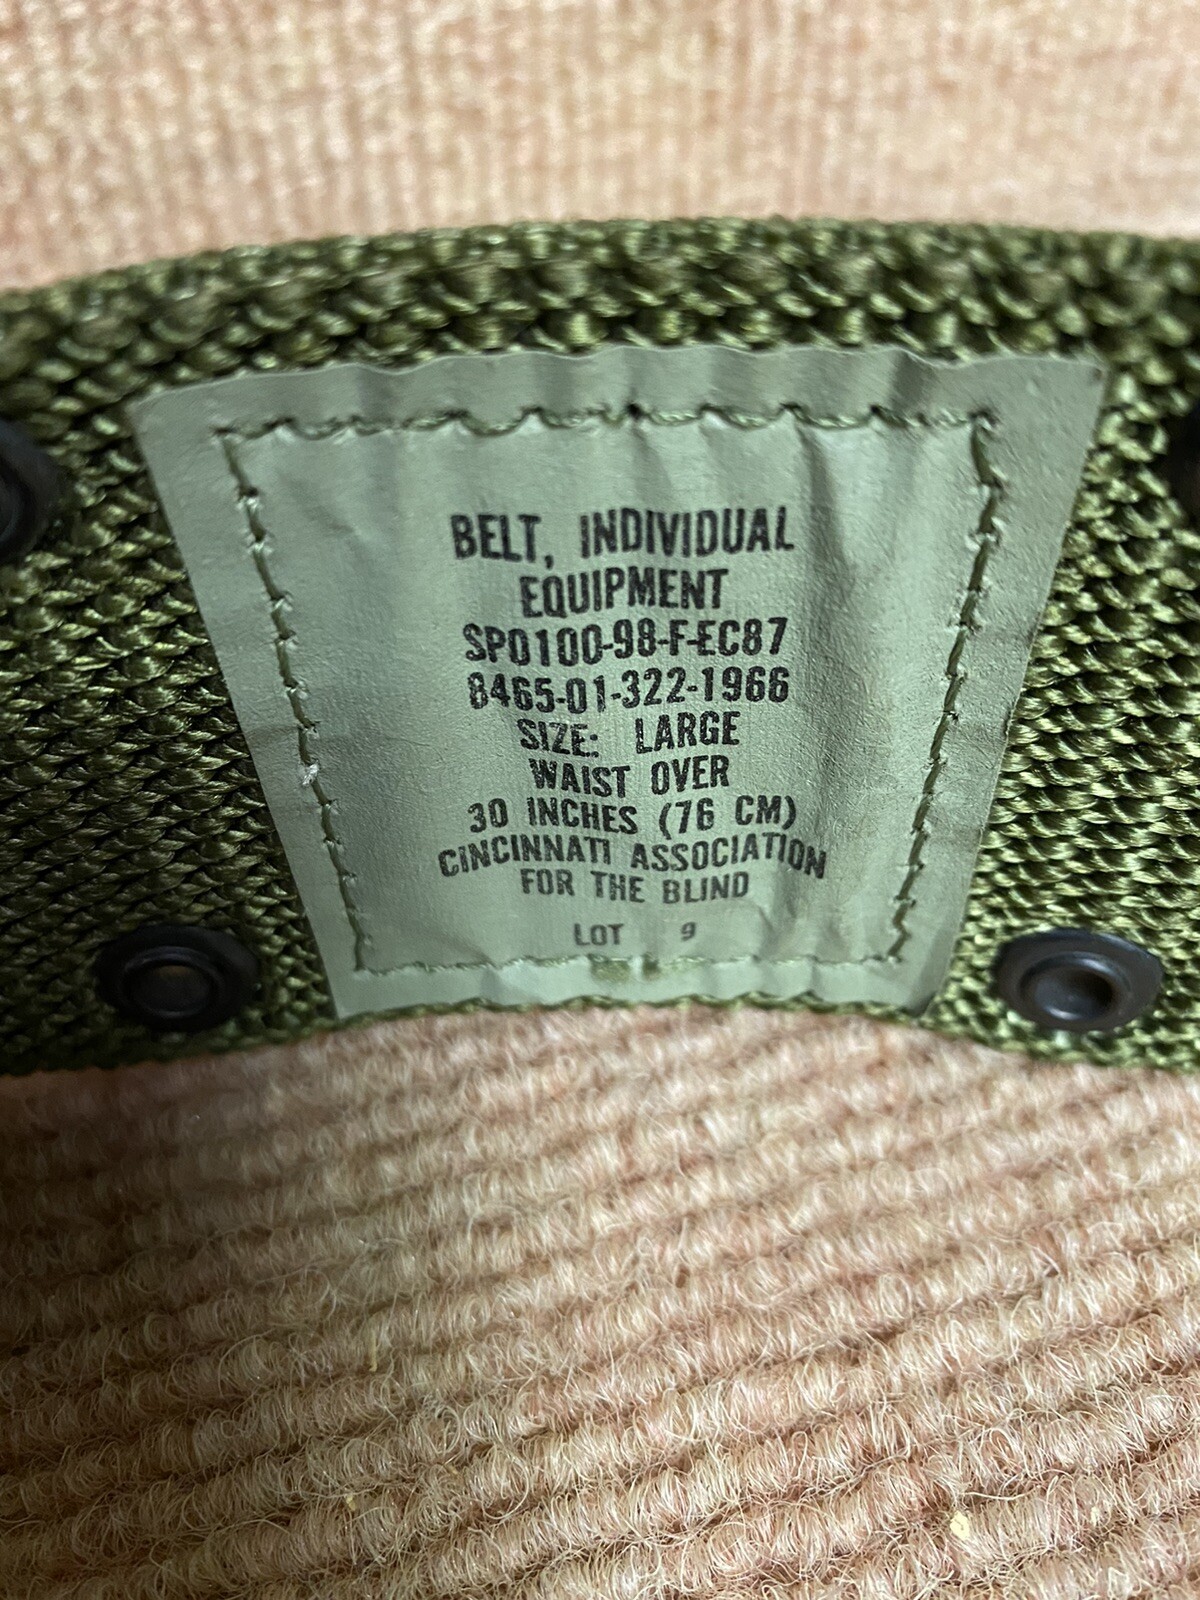 BELT, INDIVIDUAL
EQUIPMENT
SPO100-98-F-EC87
8465-01-322-1966
SIZE: LARGE
WAIST OVER
30 INCHES (76 CM)
CINCINNATI ASSOCIATION
FOR THE BLIND
LOT 9